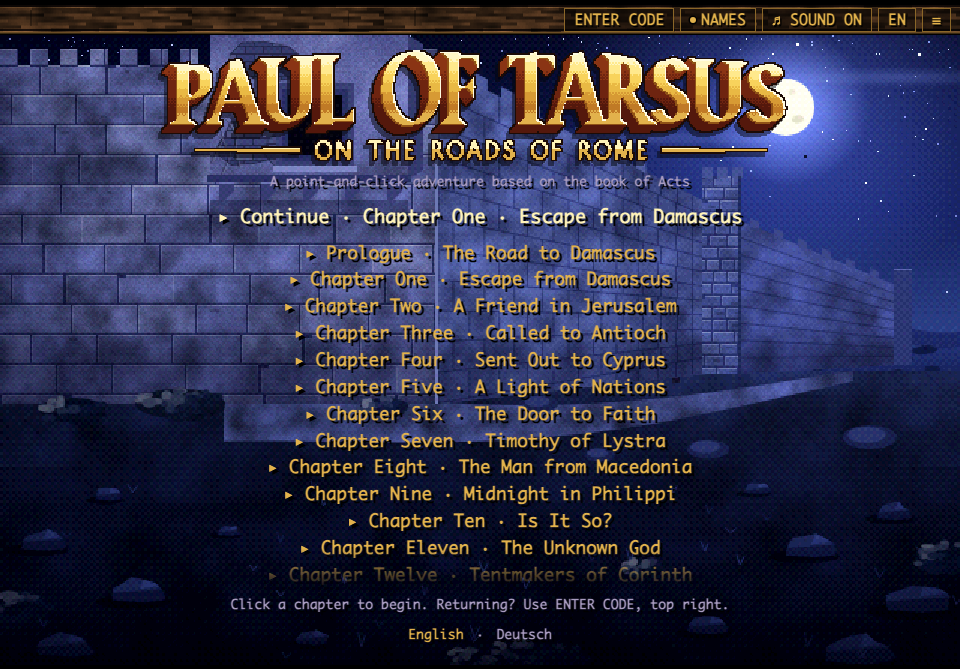 ENTER CODE • NAMES ♬ SOUND ON EN ≡
PAUL OF TARSUS
ON THE ROADS OF ROME
A point-and-click adventure based on the book of Acts
▸ Continue · Chapter One · Escape from Damascus
▸ Prologue · The Road to Damascus
▸ Chapter One · Escape from Damascus
▸ Chapter Two · A Friend in Jerusalem
▸ Chapter Three · Called to Antioch
▸ Chapter Four · Sent Out to Cyprus
▸ Chapter Five · A Light of Nations
▸ Chapter Six · The Door to Faith
▸ Chapter Seven · Timothy of Lystra
▸ Chapter Eight · The Man from Macedonia
▸ Chapter Nine · Midnight in Philippi
▸ Chapter Ten · Is It So?
▸ Chapter Eleven · The Unknown God
▸ Chapter Twelve · Tentmakers of Corinth
Click a chapter to begin. Returning? Use ENTER CODE, top right.
English · Deutsch